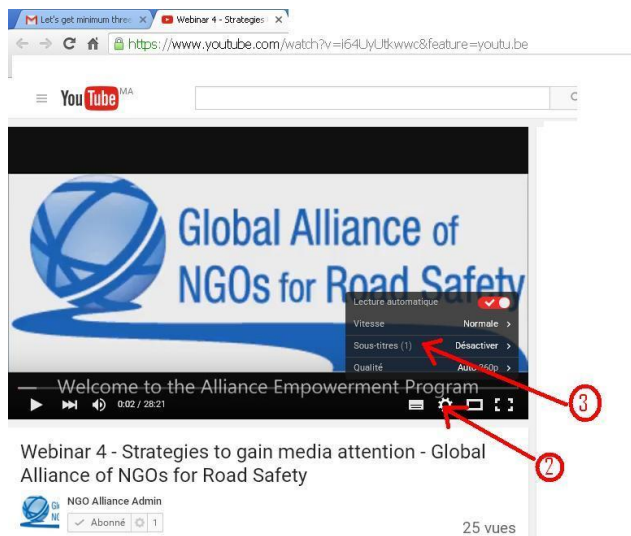 Let's get minimum three
Webinar 4 - Strategies
https://www.youtube.com/watch?v=i64UyUtkwwc&feature=youtu.be
YouTube MA
Global Alliance of
NGOs for Road Safety
Lecture automatique
Vitesse Normale >
Sous-titres (1) Désactiver >
Qualité Auto 360p >
Welcome to the Alliance Empowerment Program
0:02 / 28:21
3
2
Webinar 4 - Strategies to gain media attention - Global
Alliance of NGOs for Road Safety
NGO Alliance Admin
Abonné 1
25 vues